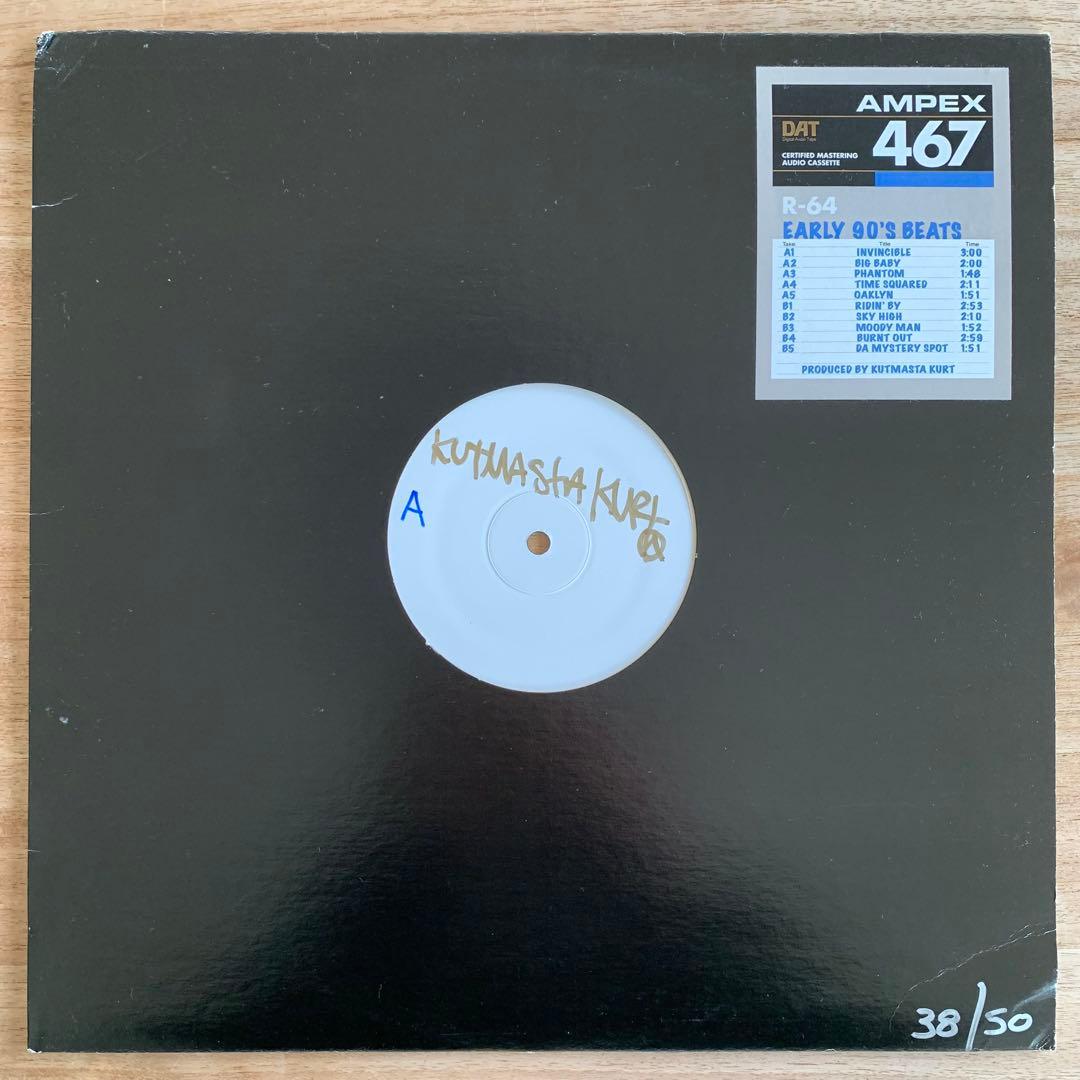 AMPEX
DAT
Digital Audio Tape
467
CERTIFIED MASTERING
AUDIO CASSETTE
R-64
EARLY 90'S BEATS
Take Title Time
A1 INVINCIBLE 3:00
A2 BIG BABY 2:00
A3 PHANTOM 1:48
A4 TIME SQUARED 2:11
A5 OAKLYN 1:51
B1 RIDIN' BY 2:53
B2 SKY HIGH 2:10
B3 MOODY MAN 1:52
B4 BURNT OUT 2:59
B5 DA MYSTERY SPOT 1:51
PRODUCED BY KUTMASTA KURT
KUTMASTA KURT
A
38/50